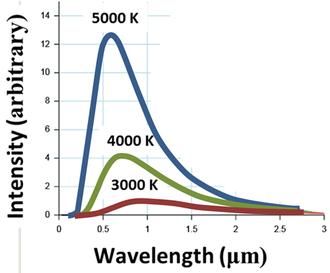 Intensity (arbitrary)
14
12
10
8
6
4
2
0
5000 K
4000 K
3000 K
0 0.5 1 1.5 2 2.5 3
Wavelength (μm)